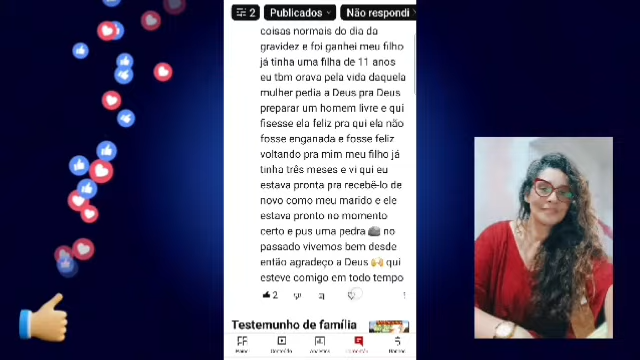 2 Publicados Não respondi
coisas normais do dia da
gravidez e foi ganhei meu filho
já tinha uma filha de 11 anos
eu tbm orava pela vida daquela
mulher pedia a Deus pra Deus
preparar um homem livre e qui
fisesse ela feliz pra qui ela não
fosse enganada e fosse feliz
voltando pra mim meu filho já
tinha três meses e vi qui eu
estava pronta pra recebê-lo de
novo como meu marido e ele
estava pronto no momento
certo e pus uma pedra🪨 no
passado vivemos bem desde
então agradeço a Deus 🙌 qui
esteve comigo em todo tempo
2
Testemunho de família
Conteúdo